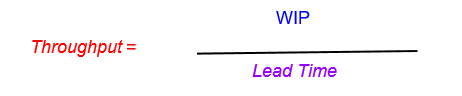 WIP
Throughput =
Lead Time